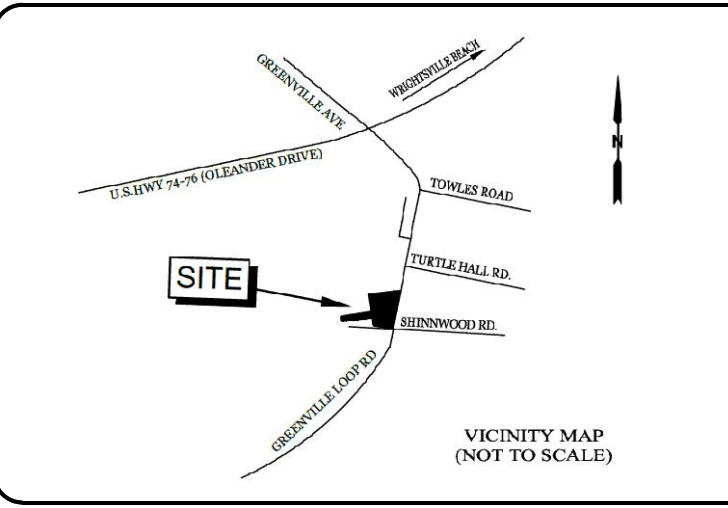 GREENVILLE AVE
WRIGHTSVILLE BEACH
N
U.S.HWY 74-76 (OLEANDER DRIVE)
TOWLES ROAD
TURTLE HALL RD.
SITE
SHINNWOOD RD.
GREENVILLE LOOP RD
VICINITY MAP
(NOT TO SCALE)